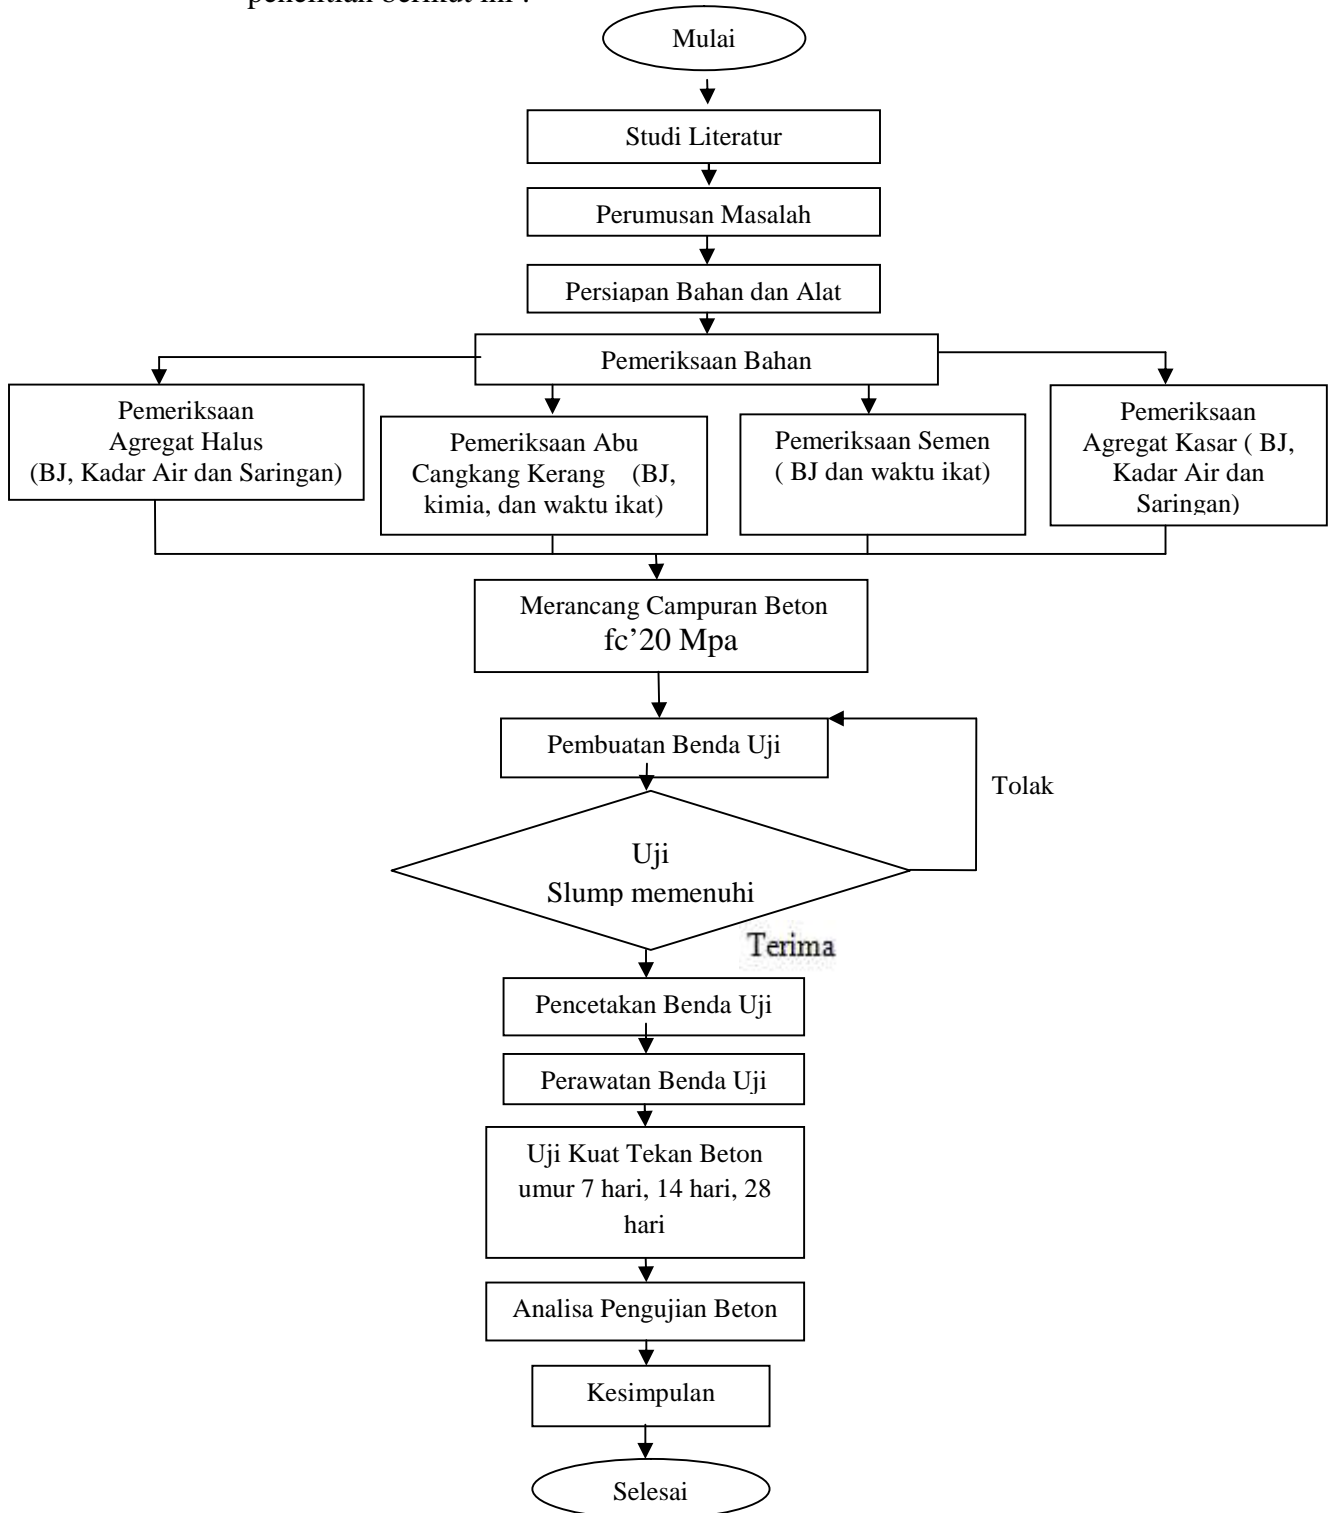 penelitian berikut ini :
Mulai
Studi Literatur
Perumusan Masalah
Persiapan Bahan dan Alat
Pemeriksaan Bahan
Pemeriksaan
Agregat Halus
(BJ, Kadar Air dan Saringan)
Pemeriksaan Abu
Cangkang Kerang (BJ,
kimia, dan waktu ikat)
Pemeriksaan Semen
( BJ dan waktu ikat)
Pemeriksaan
Agregat Kasar ( BJ,
Kadar Air dan
Saringan)
Merancang Campuran Beton
fc’20 Mpa
Pembuatan Benda Uji
Tolak
Uji
Slump memenuhi
Terima
Pencetakan Benda Uji
Perawatan Benda Uji
Uji Kuat Tekan Beton
umur 7 hari, 14 hari, 28
hari
Analisa Pengujian Beton
Kesimpulan
Selesai